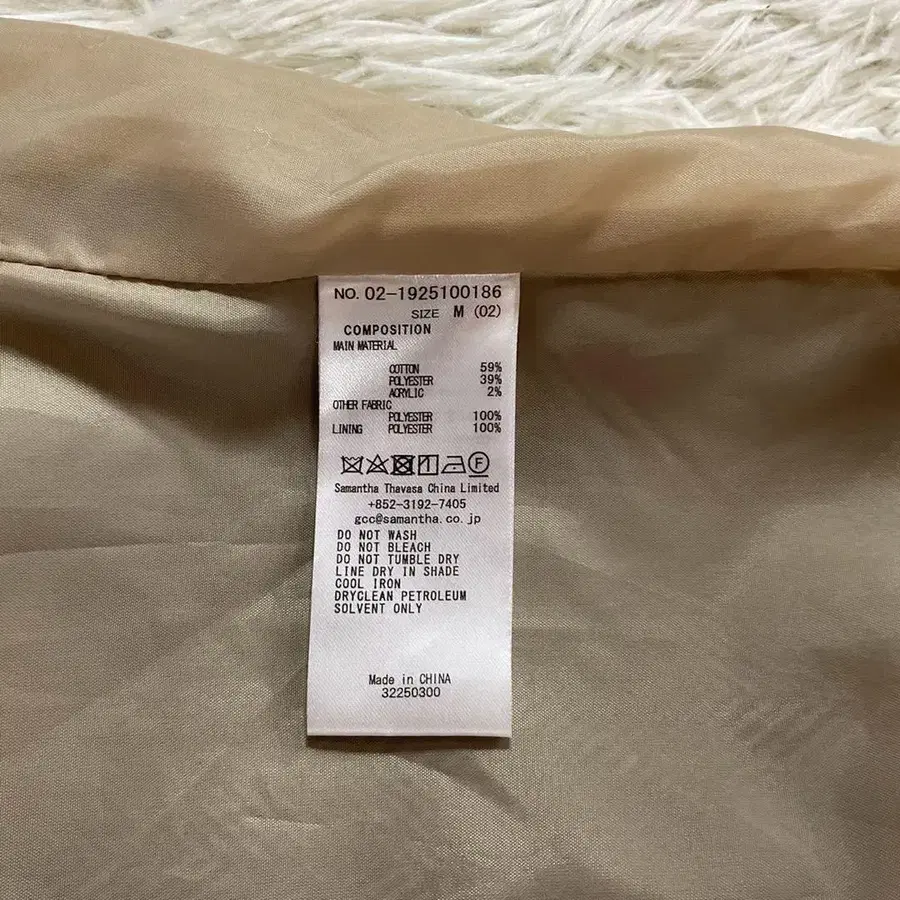 NO. 02-1925100186
SIZE M (02)
COMPOSITION
MAIN MATERIAL
COTTON 59%
POLYESTER 39%
ACRYLIC 2%
OTHER FABRIC
POLYESTER 100%
LINING POLYESTER 100%
F
Samantha Thavasa China Limited
+852-3192-7405
gcc@samantha.co.jp
DO NOT WASH
DO NOT BLEACH
DO NOT TUMBLE DRY
LINE DRY IN SHADE
COOL IRON
DRYCLEAN PETROLEUM
SOLVENT ONLY
Made in CHINA
32250300